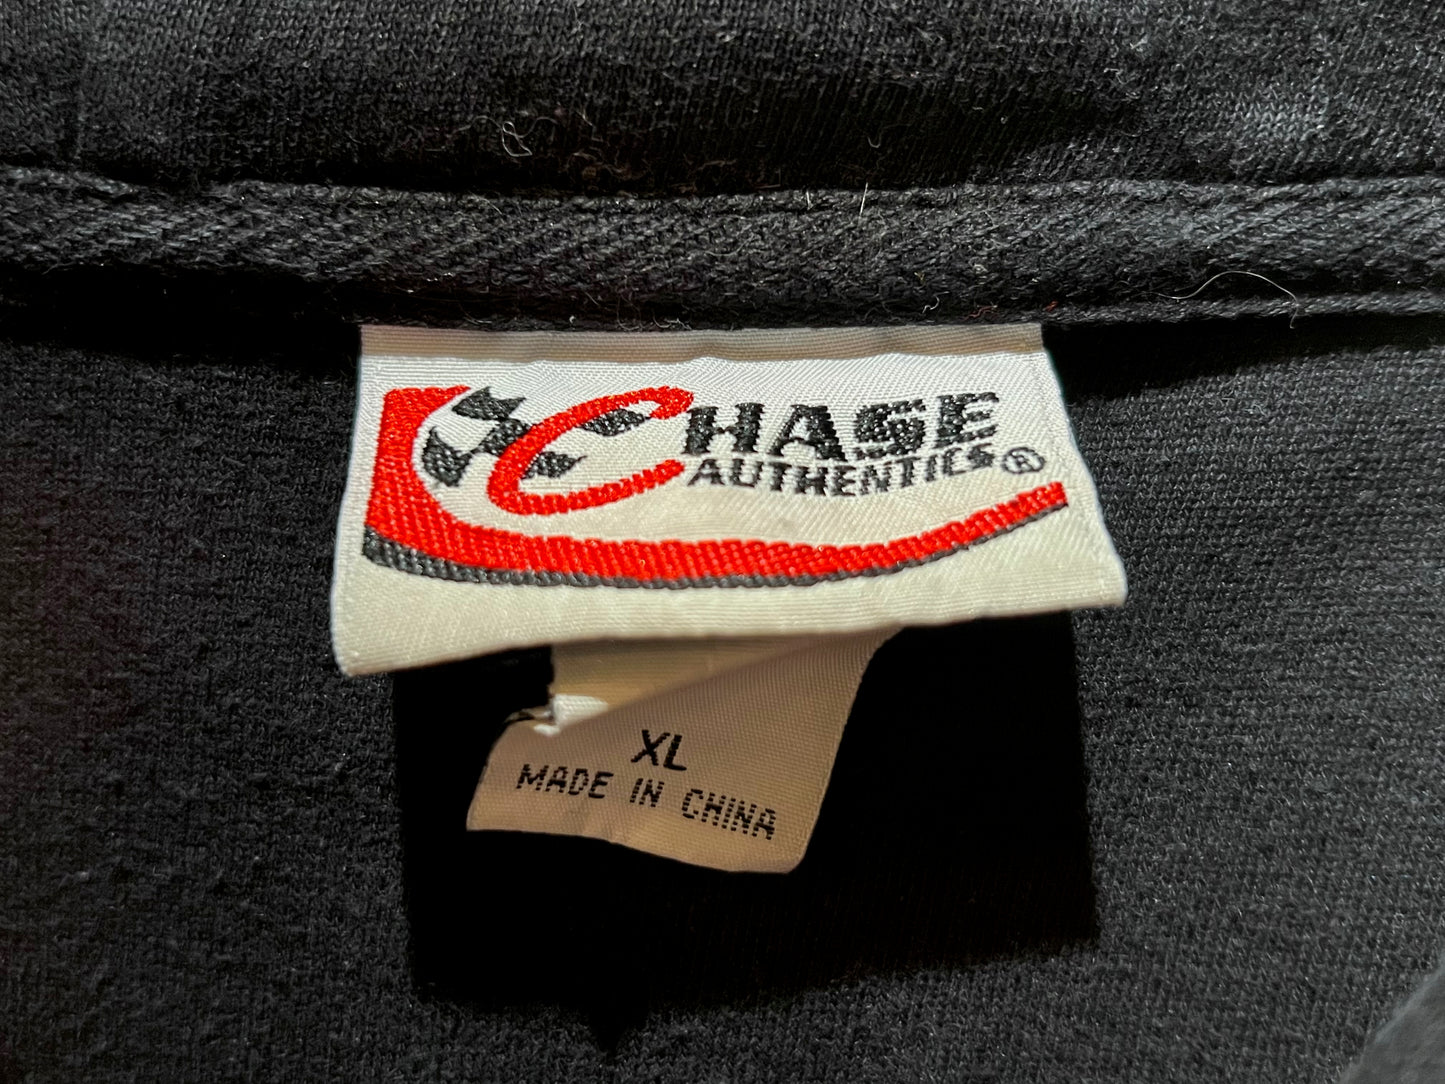 CHASE
AUTHENTICS®
XL
MADE IN CHINA